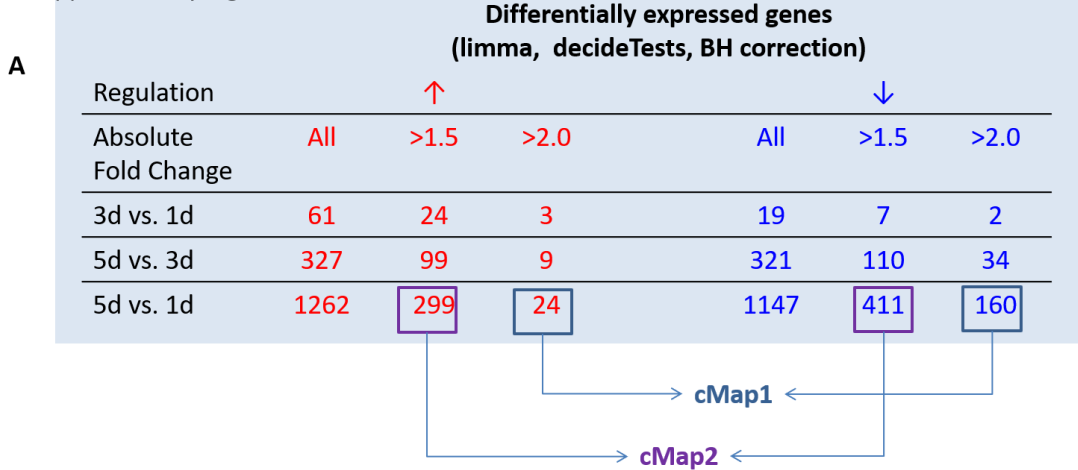 Differentially expressed genes
(limma, decideTests, BH correction)
A
Regulation ↑ ↓
Absolute Fold Change All >1.5 >2.0 All >1.5 >2.0
3d vs. 1d 61 24 3 19 7 2
5d vs. 3d 327 99 9 321 110 34
5d vs. 1d 1262 299 24 1147 411 160
cMap1
cMap2